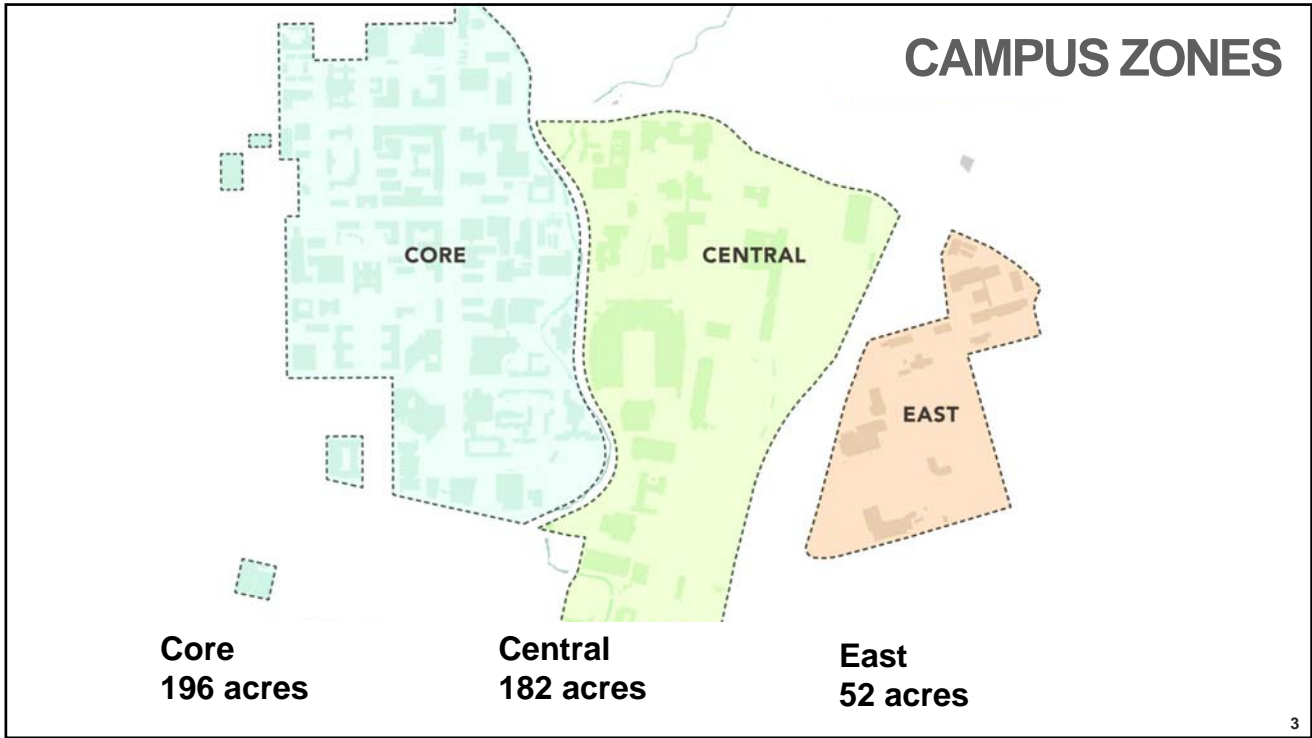 CAMPUS ZONES
CORE
CENTRAL
EAST
Core
196 acres
Central
182 acres
East
52 acres
3